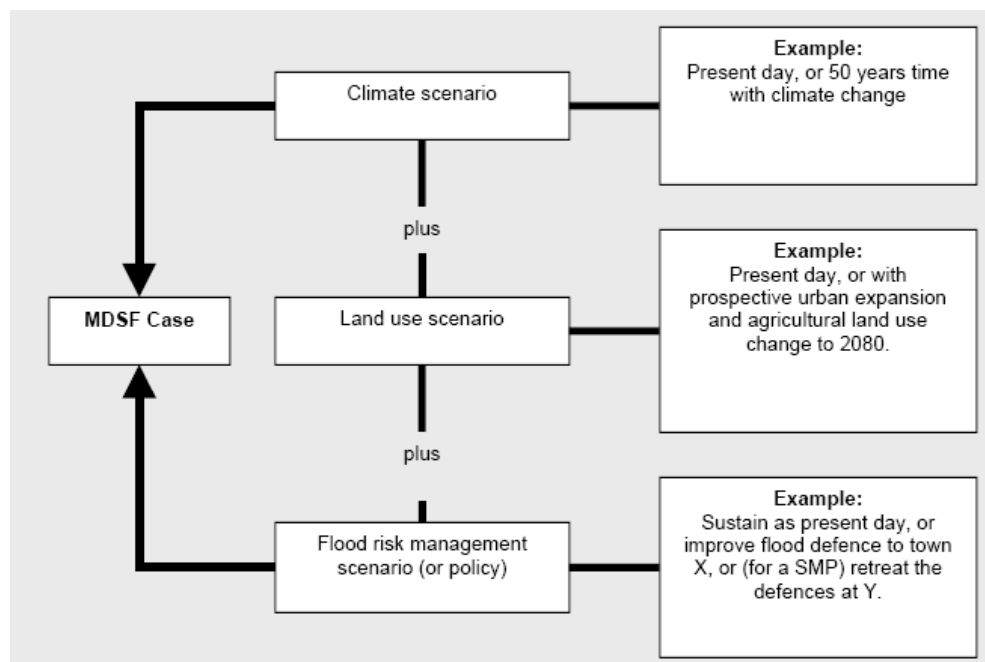 Example:
Present day, or 50 years time
with climate change
Climate scenario
plus
Example:
Present day, or with
prospective urban expansion
and agricultural land use
change to 2080.
MDSF Case
Land use scenario
plus
Example:
Sustain as present day, or
improve flood defence to town
X, or (for a SMP) retreat the
defences at Y.
Flood risk management
scenario (or policy)